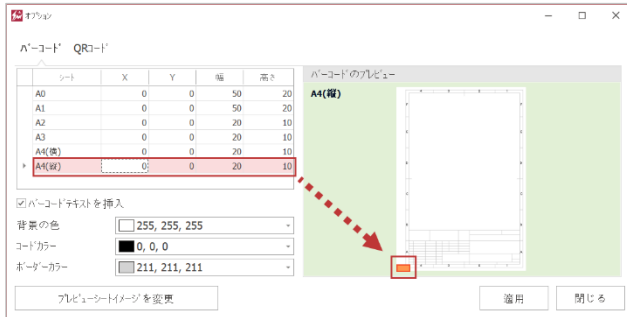 オプション
バーコード QRコード
シート X Y 幅 高さ
A0 0 0 50 20
A1 0 0 50 20
A2 0 0 20 10
A3 0 0 20 10
A4(横) 0 0 20 10
A4(縦) 0 0 20 10
バーコードテキストを挿入
背景の色 255, 255, 255
コードカラー 0, 0, 0
ボーダーカラー 211, 211, 211
プレビューシートイメージを変更
バーコードのプレビュー
A4(縦)
適用 閉じる